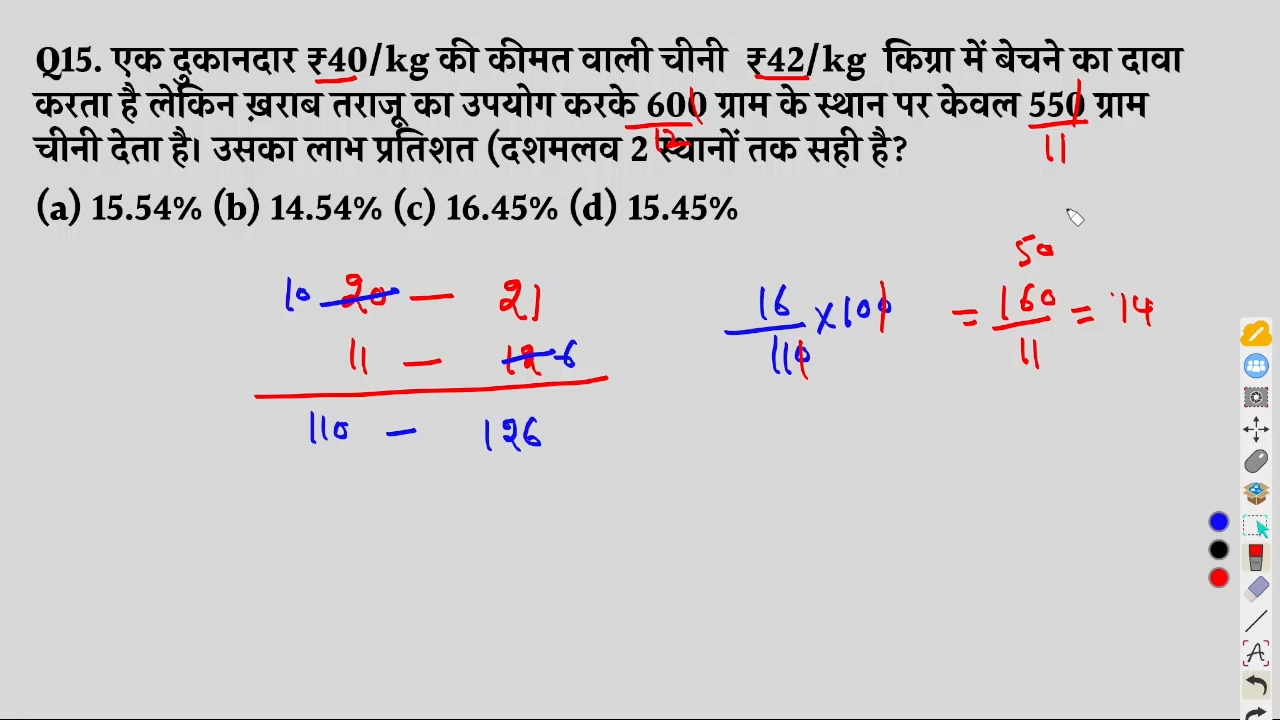 Q15. एक दुकानदार ₹40/kg की कीमत वाली चीनी ₹42/kg किग्रा में बेचने का दावा
करता है लेकिन ख़राब तराजू का उपयोग करके 600 ग्राम के स्थान पर केवल 550 ग्राम
12
11
चीनी देता है। उसका लाभ प्रतिशत (दशमलव 2 स्थानों तक सही है?
(a) 15.54% (b) 14.54% (c) 16.45% (d) 15.45%
10 20 — 21
11 — 12 6
110 — 126
16/110 × 100 = 160/11 = 14
50
A